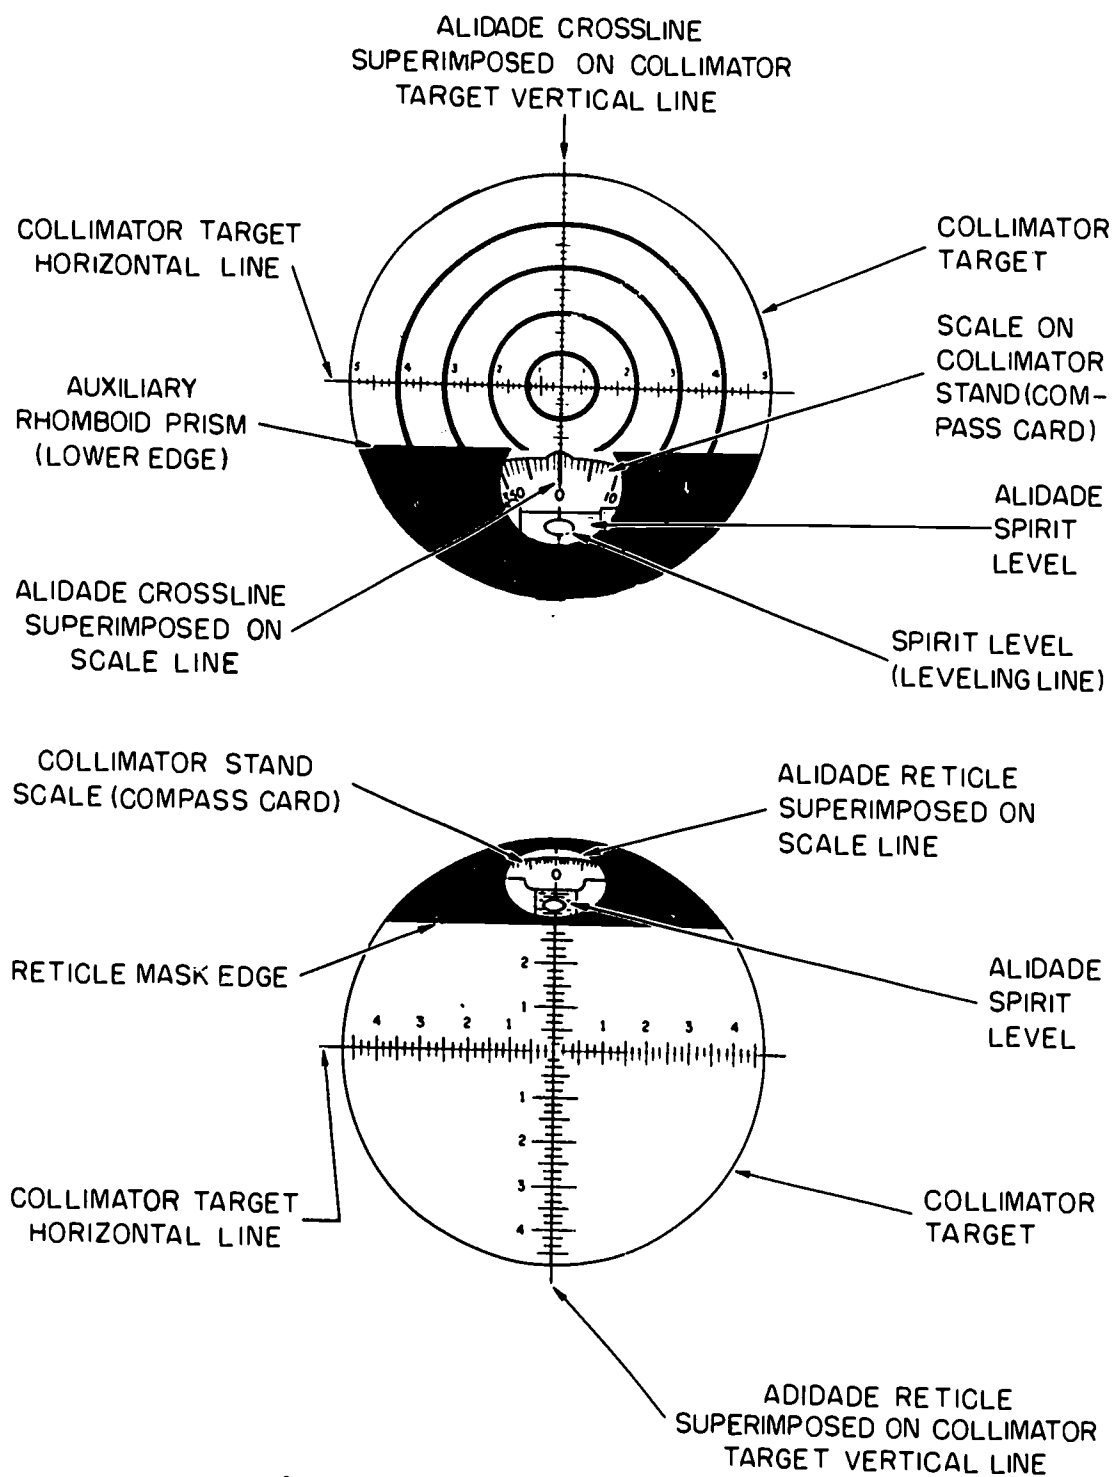 ALIDADE CROSSLINE
SUPERIMPOSED ON COLLIMATOR
TARGET VERTICAL LINE
COLLIMATOR TARGET
HORIZONTAL LINE
COLLIMATOR
TARGET
5 4 3 2 1 1 2 3 4 5
SCALE ON
COLLIMATOR
STAND (COM-
PASS CARD)
AUXILIARY
RHOMBOID PRISM
(LOWER EDGE)
350 0 10
ALIDADE
SPIRIT
LEVEL
ALIDADE CROSSLINE
SUPERIMPOSED ON
SCALE LINE
SPIRIT LEVEL
(LEVELING LINE)
COLLIMATOR STAND
SCALE (COMPASS CARD)
ALIDADE RETICLE
SUPERIMPOSED ON
SCALE LINE
0
RETICLE MASK EDGE
ALIDADE
SPIRIT
LEVEL
2
1
4 3 2 1 1 2 3 4
1
2
3
4
COLLIMATOR TARGET
HORIZONTAL LINE
COLLIMATOR
TARGET
ADIDADE RETICLE
SUPERIMPOSED ON COLLIMATOR
TARGET VERTICAL LINE